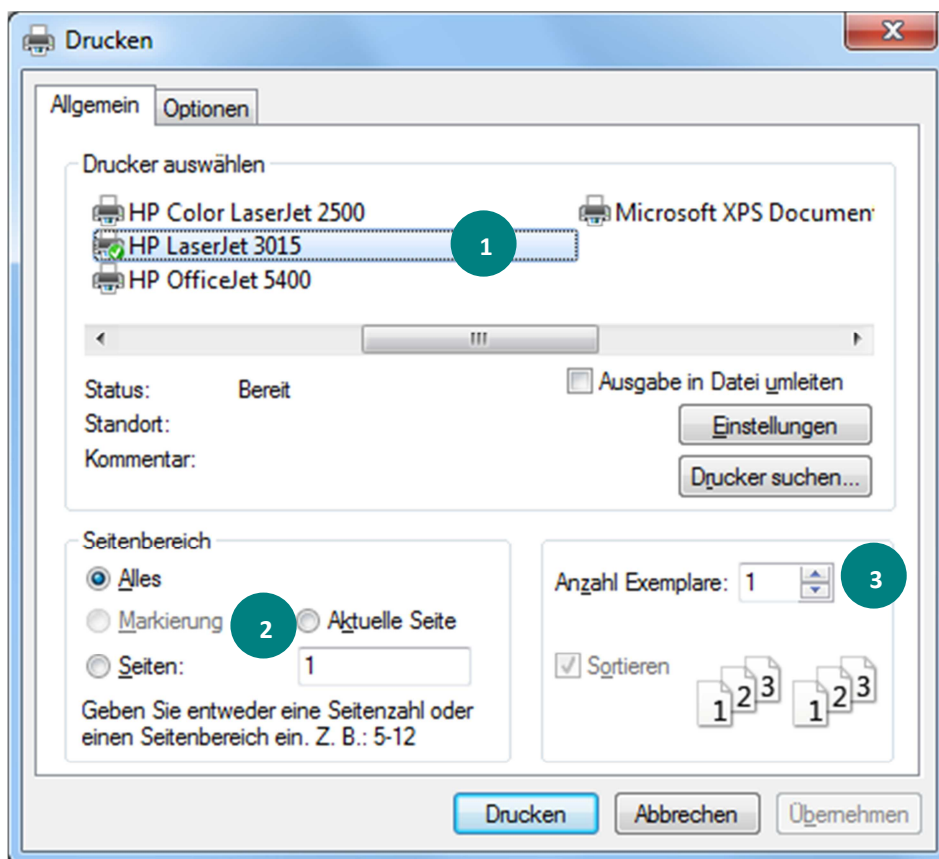 Drucken
Allgemein Optionen
Drucker auswählen
HP Color LaserJet 2500 Microsoft XPS Documen
HP LaserJet 3015 1
HP OfficeJet 5400
Status: Bereit Ausgabe in Datei umleiten
Standort: Einstellungen
Kommentar: Drucker suchen...
Seitenbereich
Alles
Anzahl Exemplare: 1 3
Markierung 2 Aktuelle Seite
Seiten: 1
Sortieren
1 2 3 1 2 3
Geben Sie entweder eine Seitenzahl oder
einen Seitenbereich ein. Z. B.: 5-12
Drucken Abbrechen Übernehmen